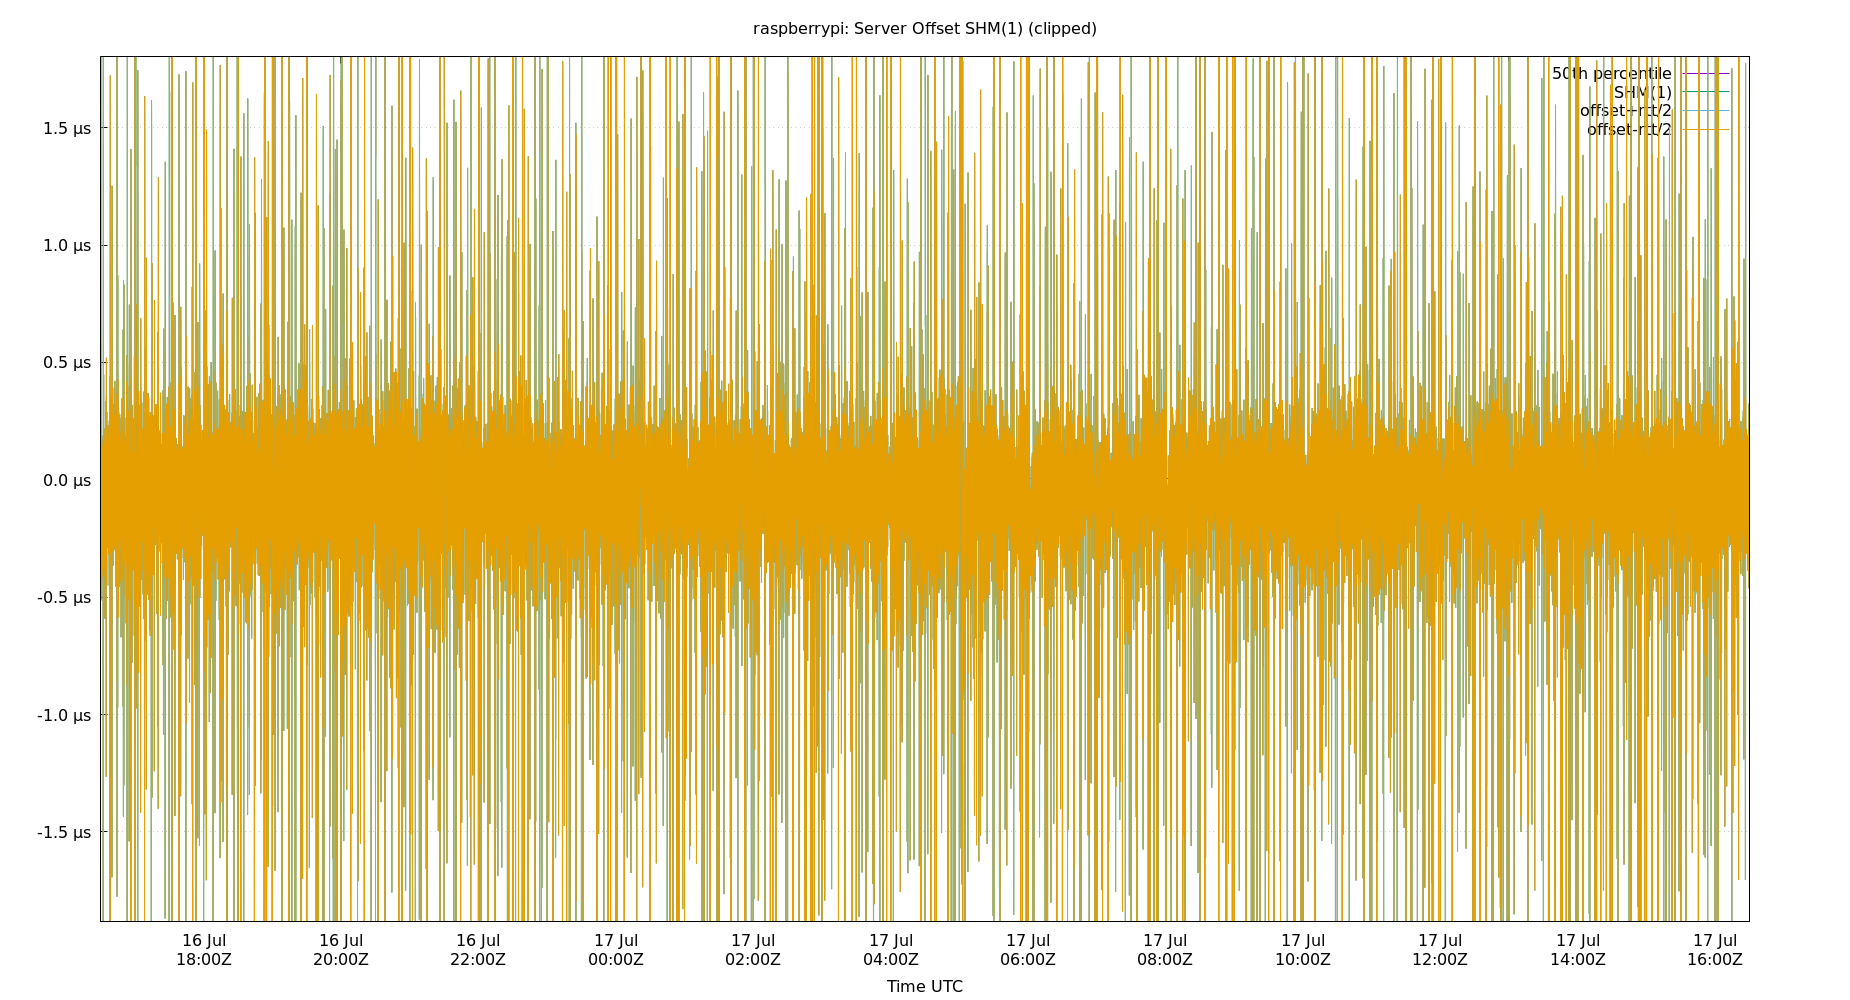 raspberrypi: Server Offset SHM(1) (clipped)
50th percentile
SHM(1)
offset+rtt/2
offset-rtt/2
1.5 µs
1.0 µs
0.5 µs
0.0 µs
-0.5 µs
-1.0 µs
-1.5 µs
16 Jul 16 Jul 16 Jul 17 Jul 17 Jul 17 Jul 17 Jul 17 Jul 17 Jul 17 Jul 17 Jul 17 Jul
18:00Z 20:00Z 22:00Z 00:00Z 02:00Z 04:00Z 06:00Z 08:00Z 10:00Z 12:00Z 14:00Z 16:00Z
Time UTC